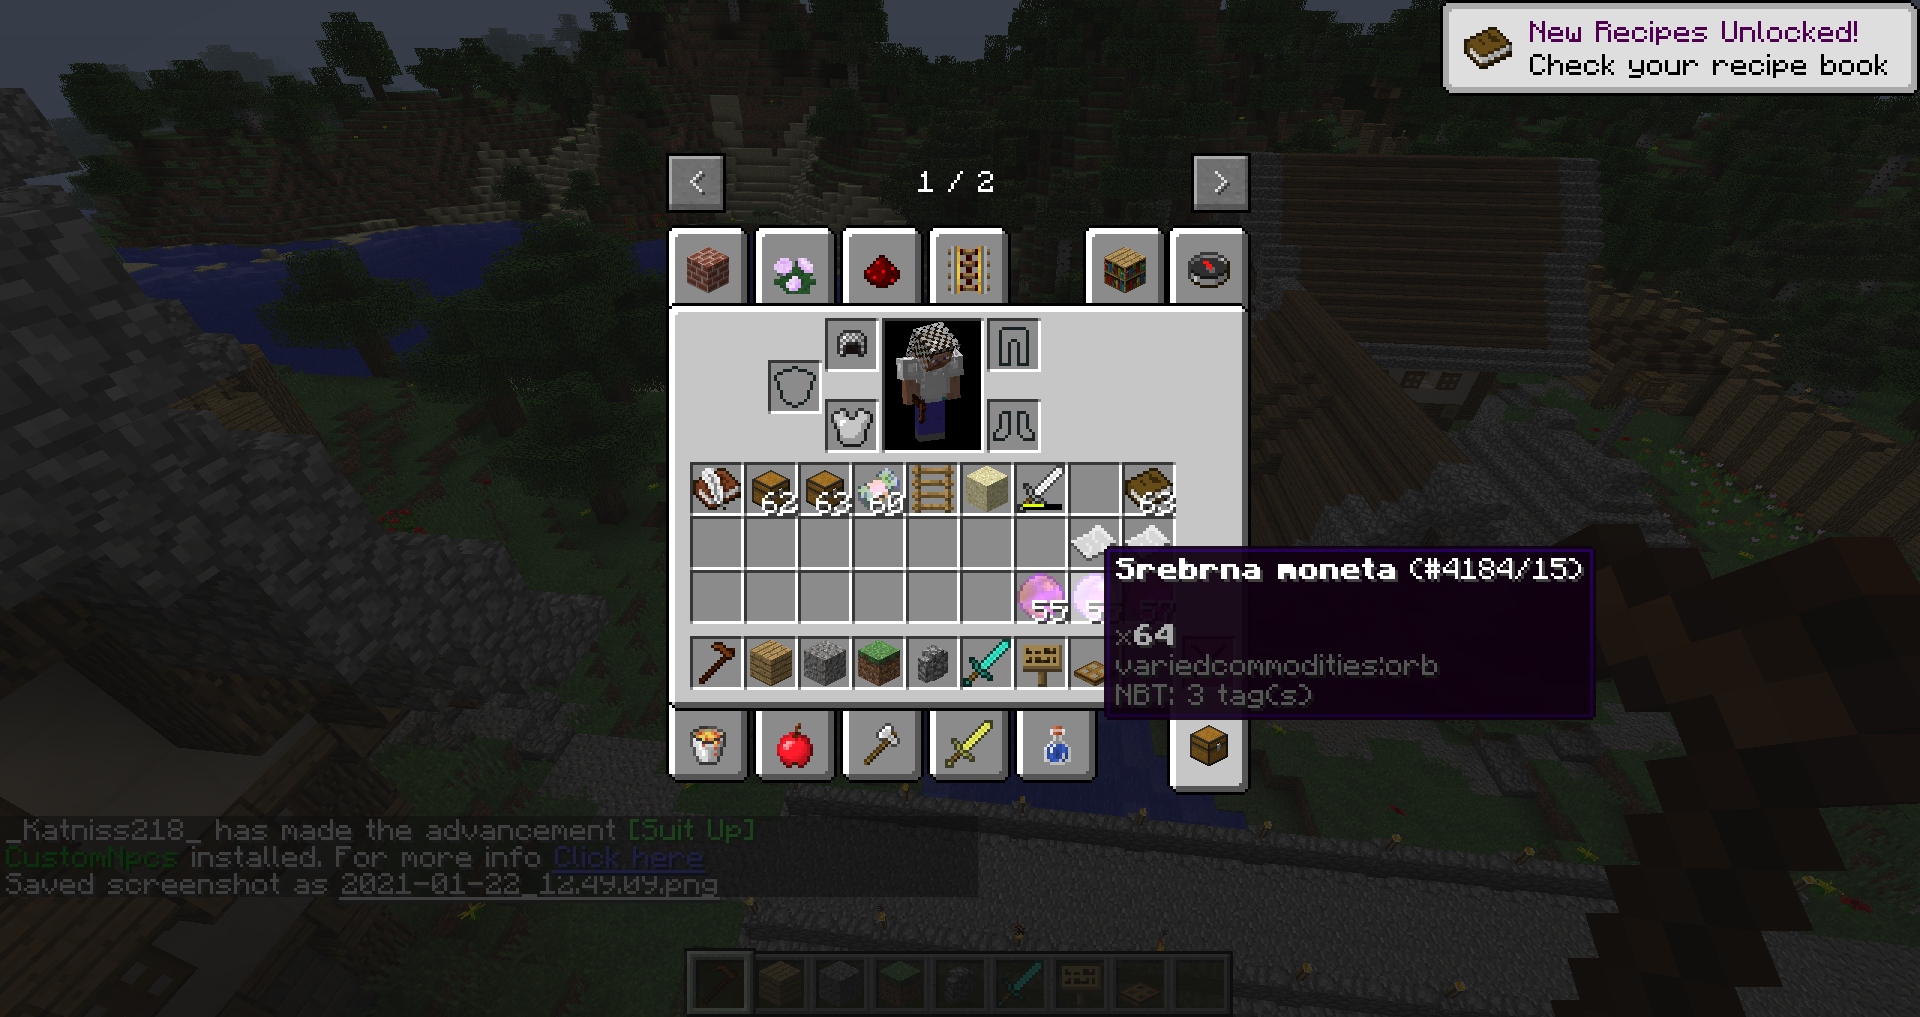 New Recipes Unlocked!
Check your recipe book
<
1 / 2
>
62
63
60
63
55
57
57
Srebrna moneta (#4184/15)
x64
variedcommodities:orb
NBT: 3 tag(s)
_Katniss218_ has made the advancement [Suit Up]
CustomNpcs installed. For more info Click here
Saved screenshot as 2021-01-22_12.49.09.png